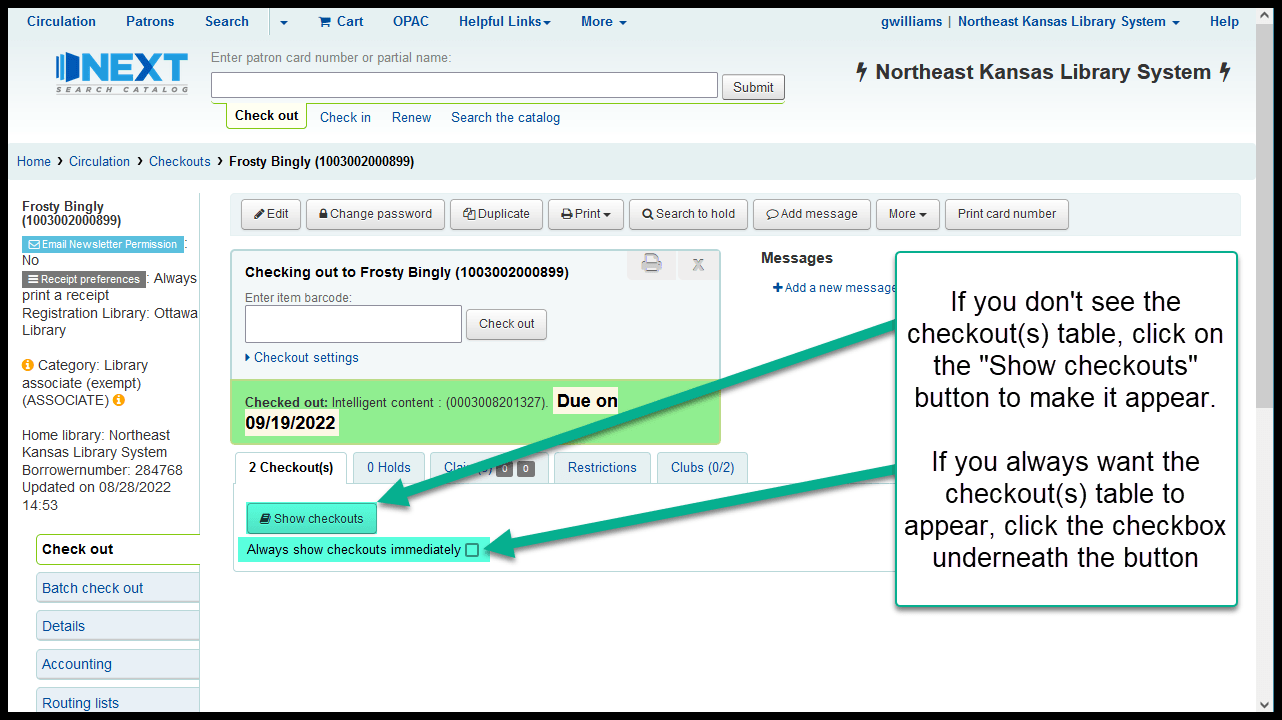 Circulation Patrons Search Cart OPAC Helpful Links More gwilliams | Northeast Kansas Library System Help
NEXT
SEARCH CATALOG
Enter patron card number or partial name:
Submit
Northeast Kansas Library System
Check out Check in Renew Search the catalog
Home › Circulation › Checkouts › Frosty Bingly (1003002000899)
Frosty Bingly
(1003002000899)
Email Newsletter Permission :
No
Receipt preferences : Always
print a receipt
Registration Library: Ottawa
Library
Category: Library
associate (exempt)
(ASSOCIATE)
Home library: Northeast
Kansas Library System
Borrowernumber: 284768
Updated on 08/28/2022
14:53
Check out
Batch check out
Details
Accounting
Routing lists
Edit Change password Duplicate Print Search to hold Add message More Print card number
Checking out to Frosty Bingly (1003002000899)
X
Enter item barcode:
Check out
Checkout settings
Checked out: Intelligent content : (0003008201327). Due on
09/19/2022
Messages
Add a new message
2 Checkout(s) 0 Holds 0 0 Restrictions Clubs (0/2)
Show checkouts
Always show checkouts immediately
If you don't see the
checkout(s) table, click on
the "Show checkouts"
button to make it appear.
If you always want the
checkout(s) table to
appear, click the checkbox
underneath the button